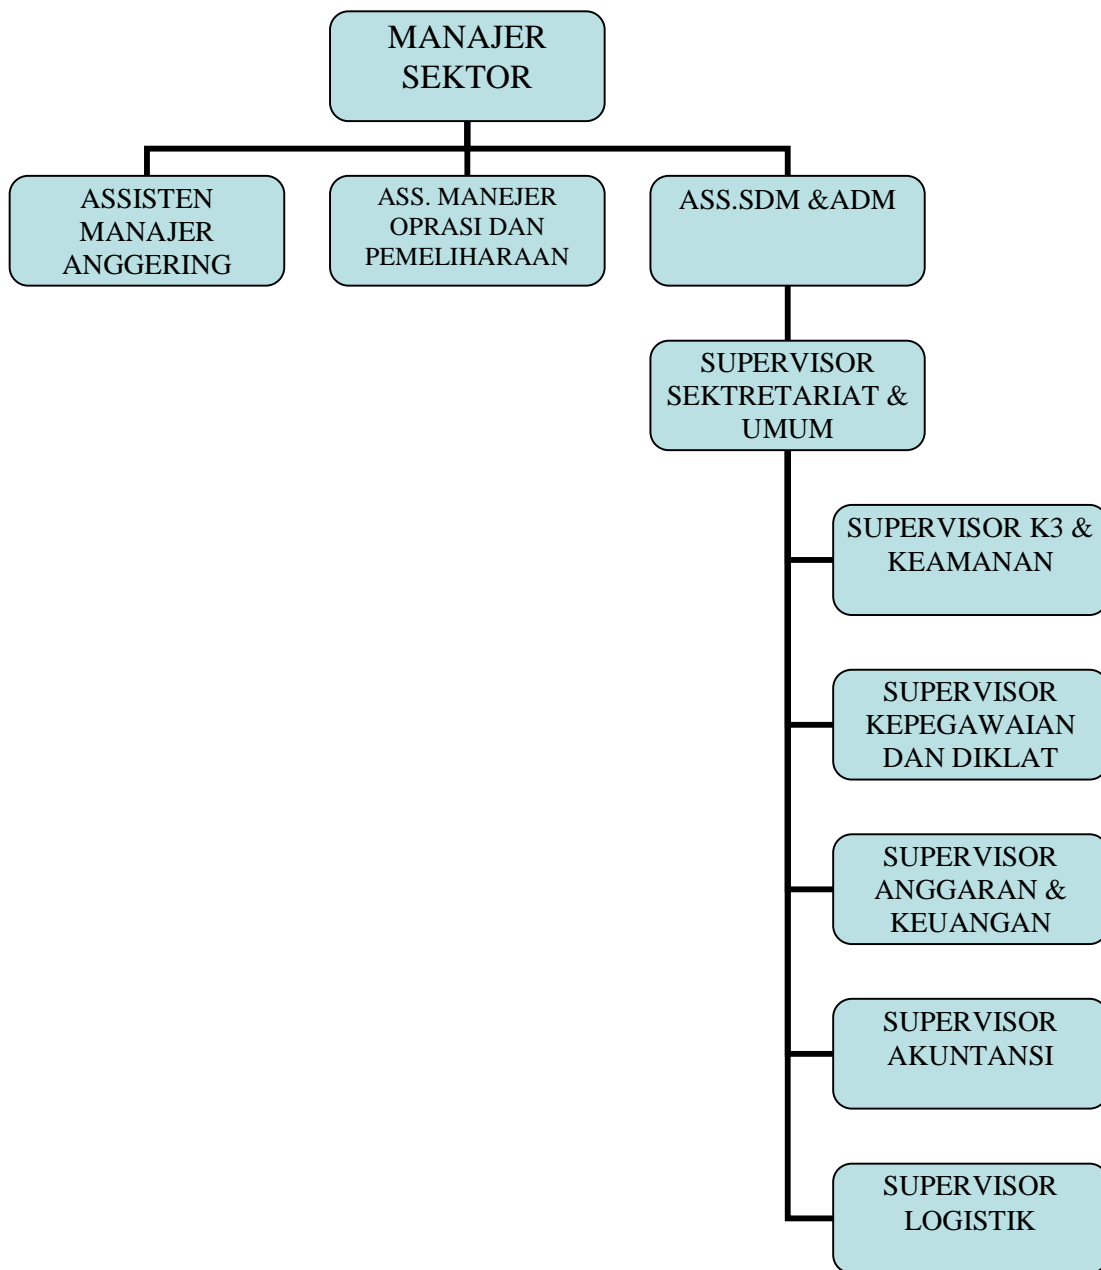 MANAJER
SEKTOR
ASSISTEN
MANAJER
ANGGERING
ASS. MANEJER
OPRASI DAN
PEMELIHARAAN
ASS.SDM &ADM
SUPERVISOR
SEKTRETARIAT &
UMUM
SUPERVISOR K3 &
KEAMANAN
SUPERVISOR
KEPEGAWAIAN
DAN DIKLAT
SUPERVISOR
ANGGARAN &
KEUANGAN
SUPERVISOR
AKUNTANSI
SUPERVISOR
LOGISTIK